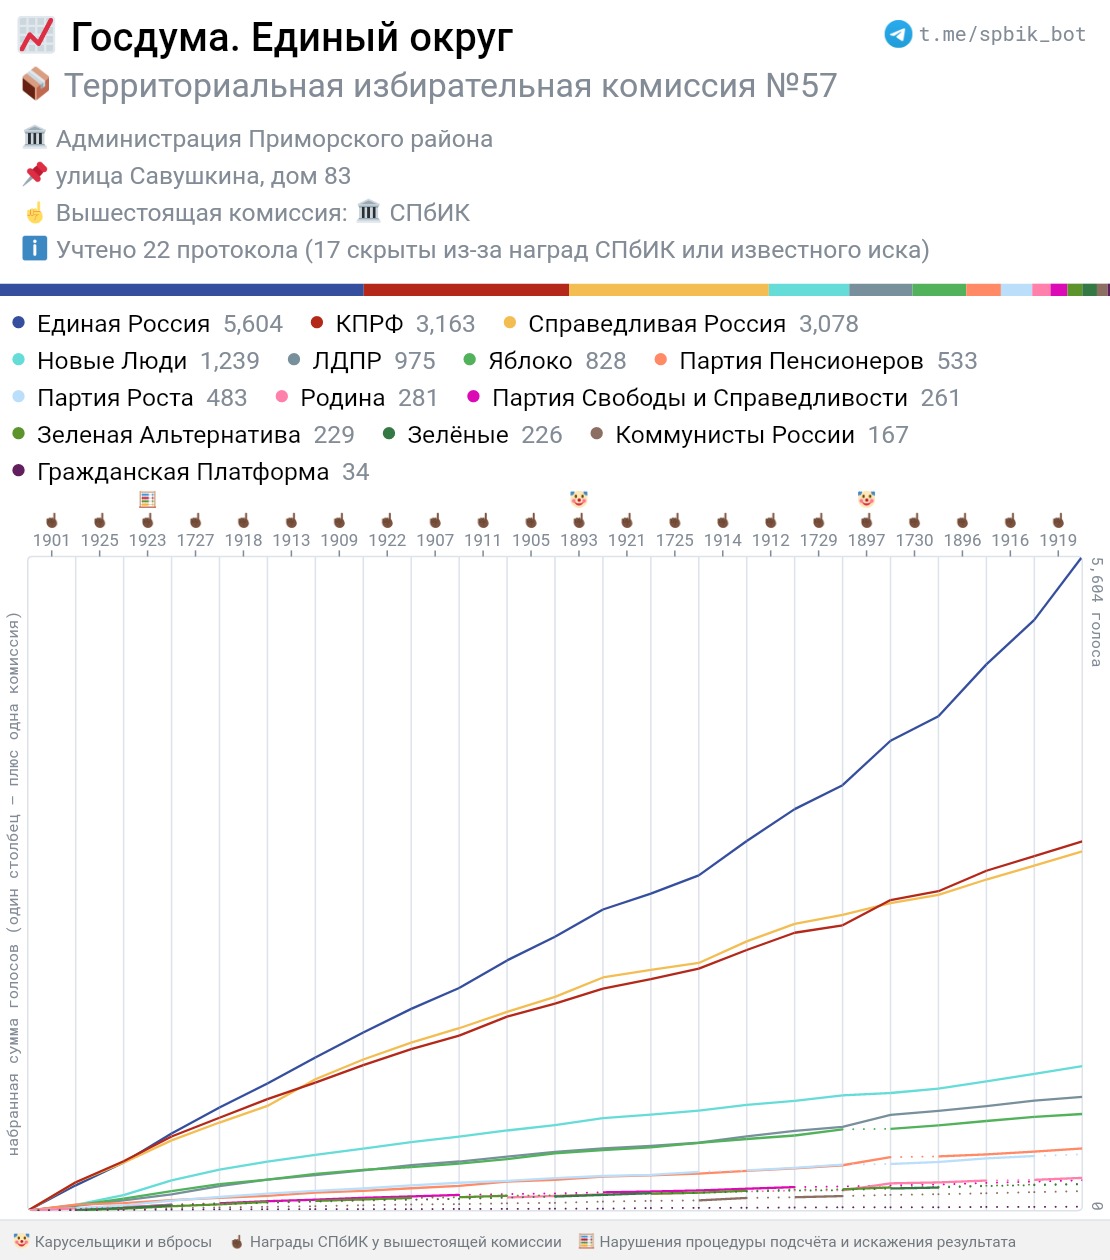 Госдума. Единый округ
t.me/spbik_bot
Территориальная избирательная комиссия №57
Администрация Приморского района
улица Савушкина, дом 83
Вышестоящая комиссия: СПбИК
Учтено 22 протокола (17 скрыты из-за наград СПбИК или известного иска)
Единая Россия 5,604 КПРФ 3,163 Справедливая Россия 3,078
Новые Люди 1,239 ЛДПР 975 Яблоко 828 Партия Пенсионеров 533
Партия Роста 483 Родина 281 Партия Свободы и Справедливости 261
Зеленая Альтернатива 229 Зелёные 226 Коммунисты России 167
Гражданская Платформа 34
1901 1925 1923 1727 1918 1913 1909 1922 1907 1911 1905 1893 1921 1725 1914 1912 1729 1897 1730 1896 1916 1919
набранная сумма голосов (один столбец — плюс одна комиссия)
5,604 голоса
0
Карусельщики и вбросы Награды СПбИК у вышестоящей комиссии Нарушения процедуры подсчёта и искажения результата